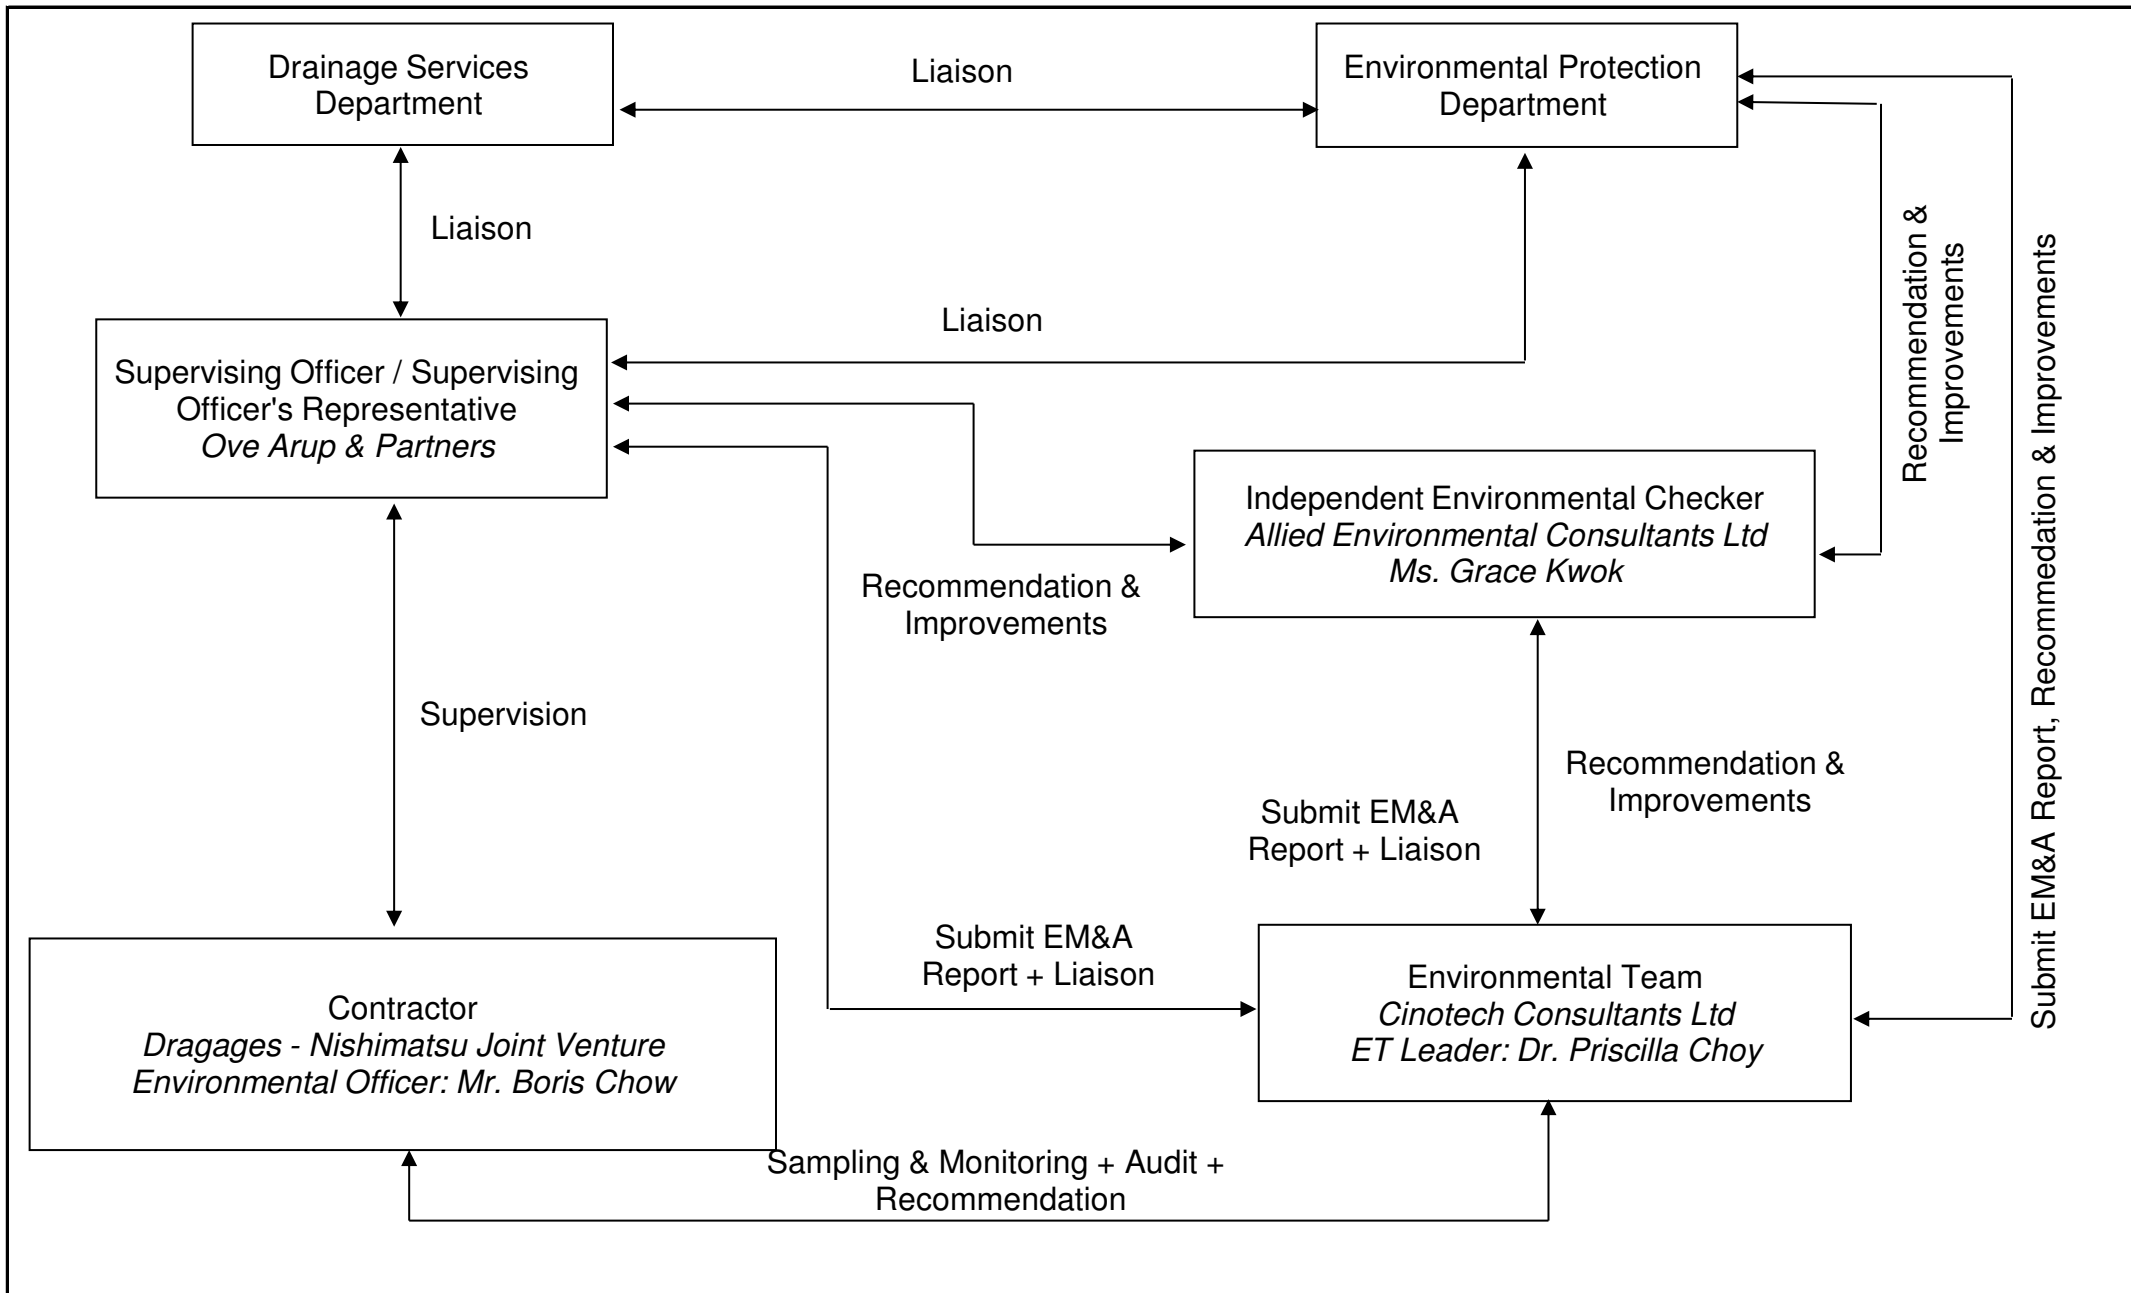 Drainage Services
Department
Liaison
Environmental Protection
Department
Liaison
Liaison
Recommendation &
Improvements
Submit EM&A Report, Recommedation & Improvements
Supervising Officer / Supervising
Officer's Representative
Ove Arup & Partners
Independent Environmental Checker
Allied Environmental Consultants Ltd
Ms. Grace Kwok
Recommendation &
Improvements
Supervision
Recommendation &
Improvements
Submit EM&A
Report + Liaison
Submit EM&A
Report + Liaison
Contractor
Dragages - Nishimatsu Joint Venture
Environmental Officer: Mr. Boris Chow
Environmental Team
Cinotech Consultants Ltd
ET Leader: Dr. Priscilla Choy
Sampling & Monitoring + Audit +
Recommendation